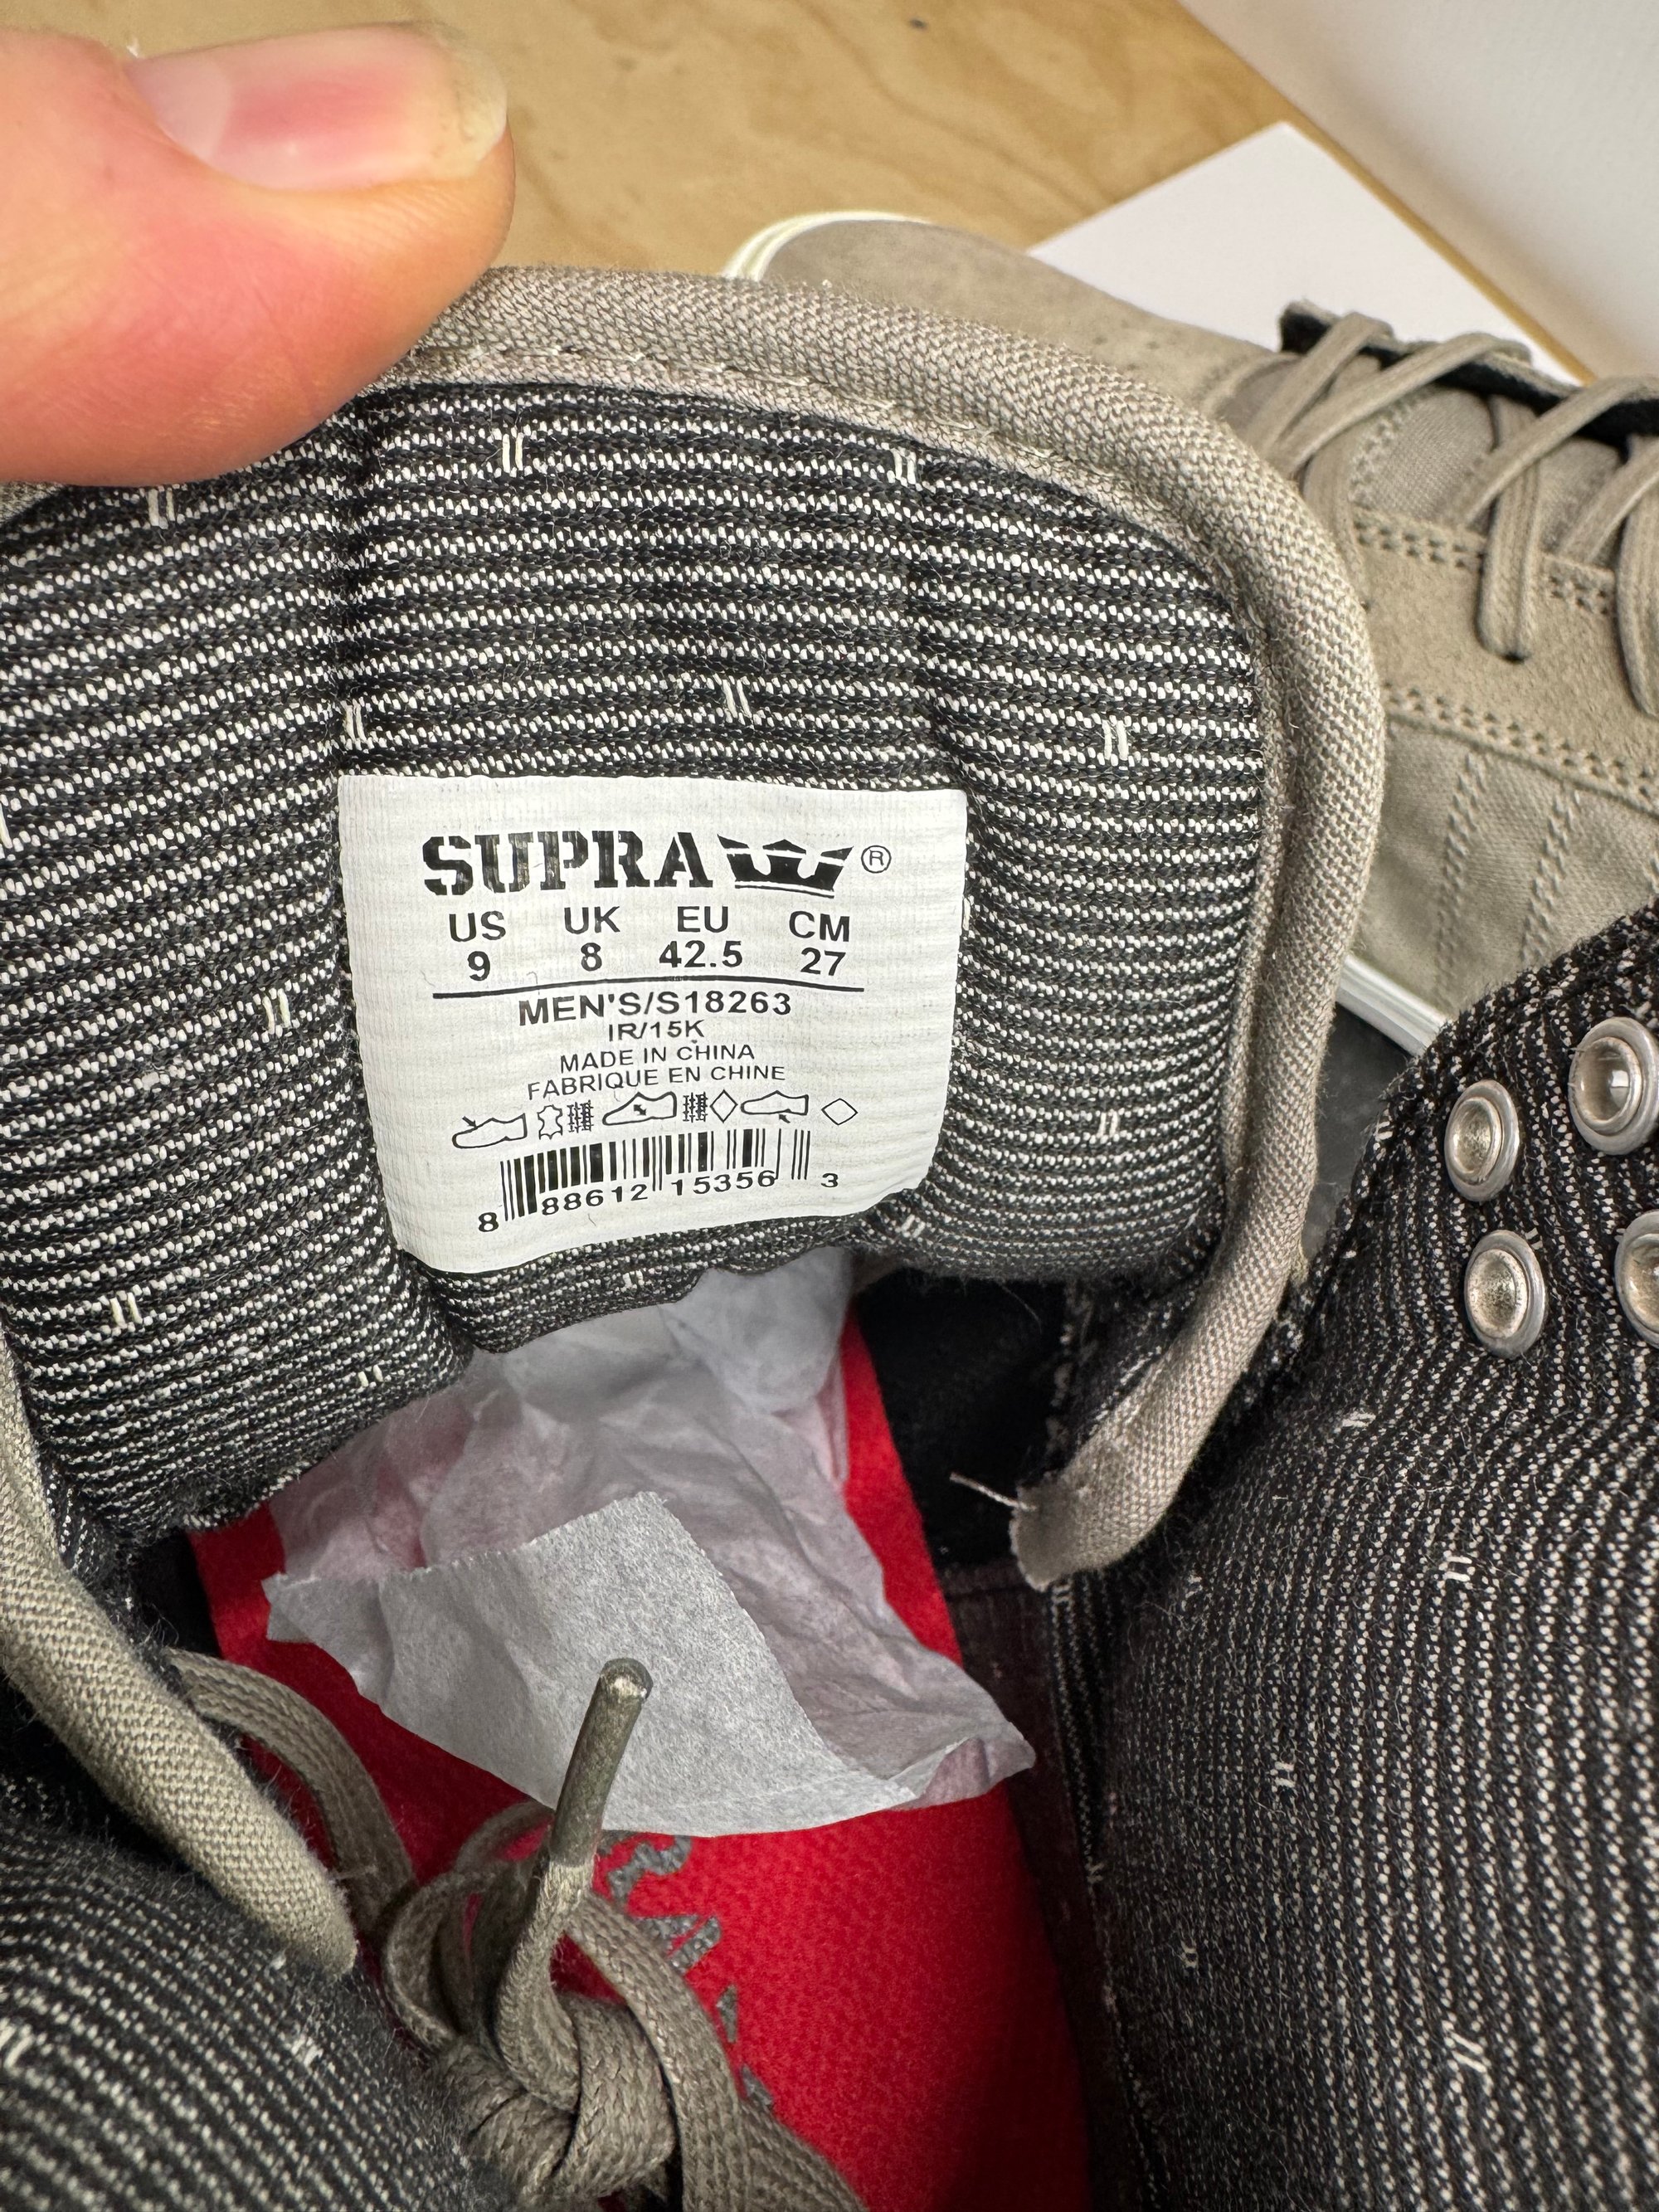 SUPRA ®
US UK EU CM
9 8 42.5 27
MEN'S/S18263
IR/15K
MADE IN CHINA
FABRIQUE EN CHINE
8 88612 15356 3